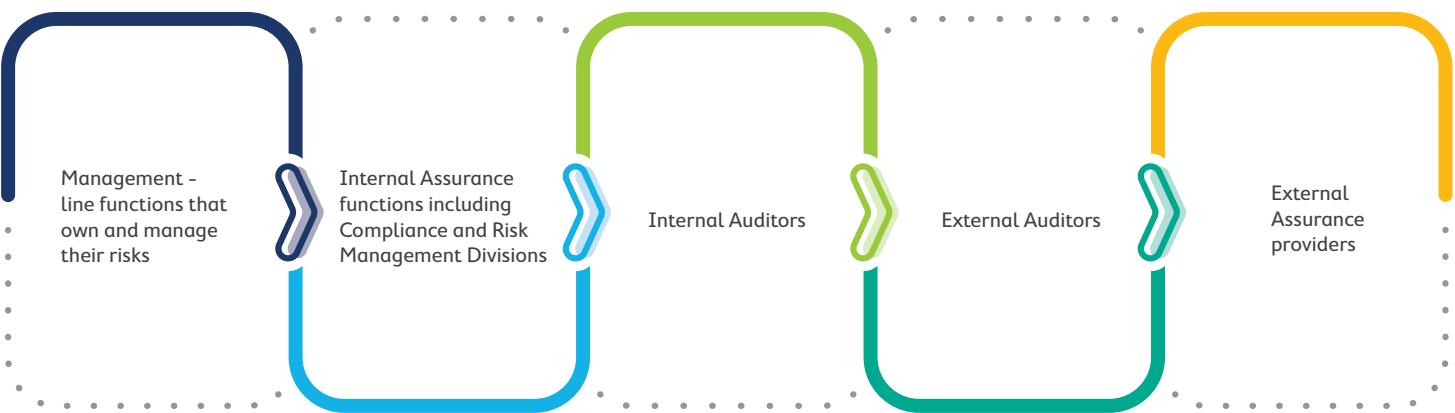 Management -
line functions that
own and manage
their risks
Internal Assurance
functions including
Compliance and Risk
Management Divisions
Internal Auditors
External Auditors
External
Assurance
providers